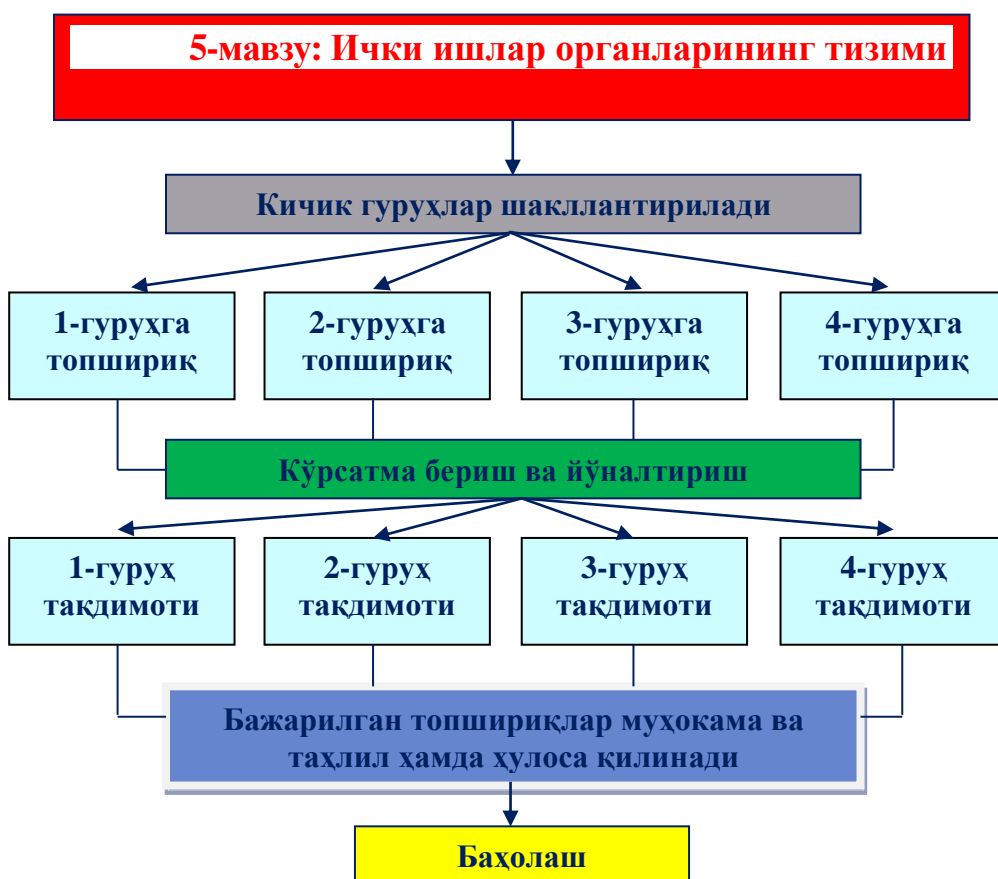 5-мавзу: Ички ишлар органларининг тизими
Кичик гуруҳлар шакллантирилади
1-гуруҳга
топшириқ
2-гуруҳга
топшириқ
3-гуруҳга
топшириқ
4-гуруҳга
топшириқ
Кўрсатма бериш ва йўналтириш
1-гуруҳ
тақдимоти
2-гуруҳ
тақдимоти
3-гуруҳ
тақдимоти
4-гуруҳ
тақдимоти
Бажарилган топшириқлар муҳокама ва
таҳлил ҳамда ҳулоса қилинади
Баҳолаш